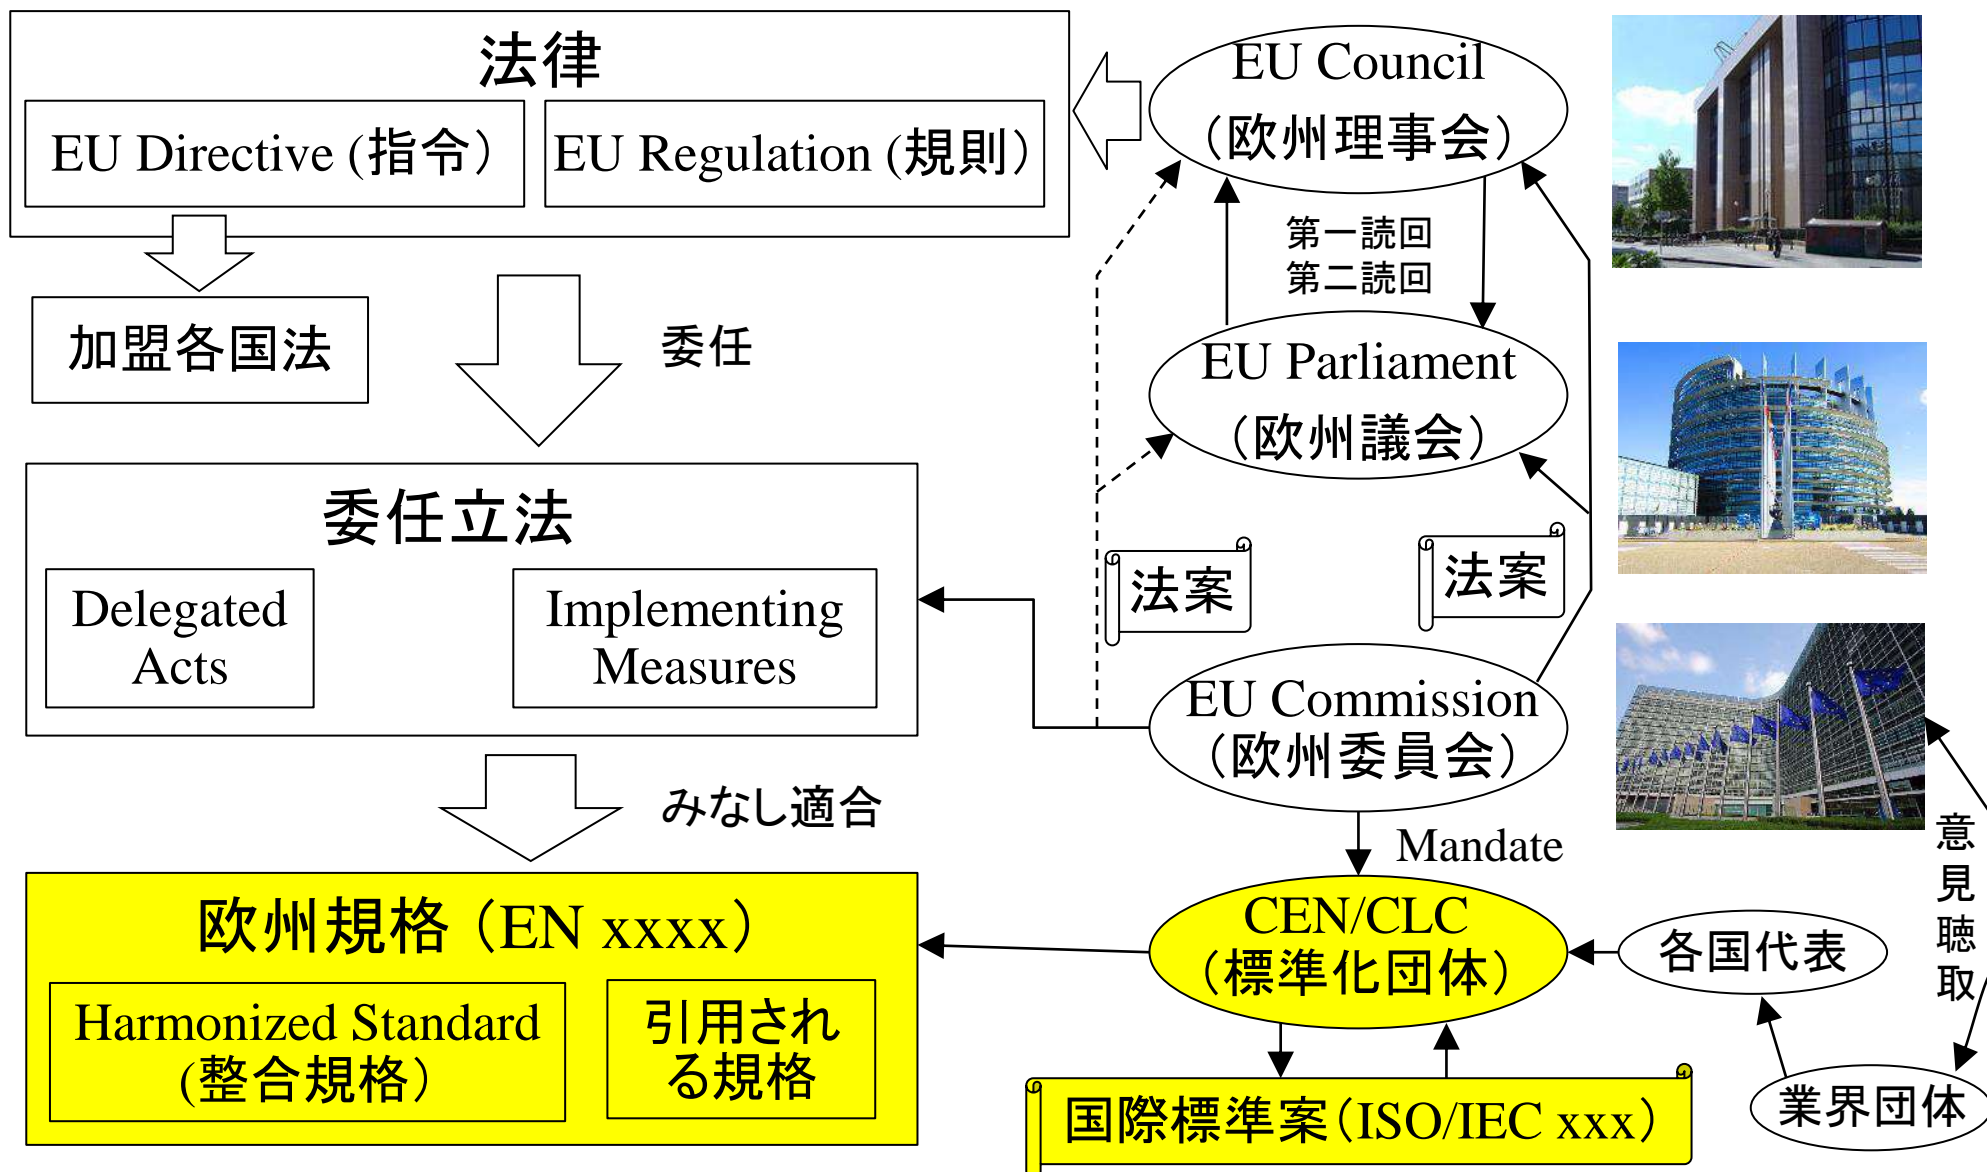 法律
EU Directive (指令)
EU Regulation (規則)
加盟各国法
委任
委任立法
Delegated
Acts
Implementing
Measures
みなし適合
欧州規格（EN xxxx）
Harmonized Standard
(整合規格)
引用され
る規格
EU Council
（欧州理事会）
第一読回
第二読回
EU Parliament
（欧州議会）
法案
法案
EU Commission
（欧州委員会）
Mandate
CEN/CLC
（標準化団体）
各国代表
意見聴取
業界団体
国際標準案（ISO/IEC xxx）